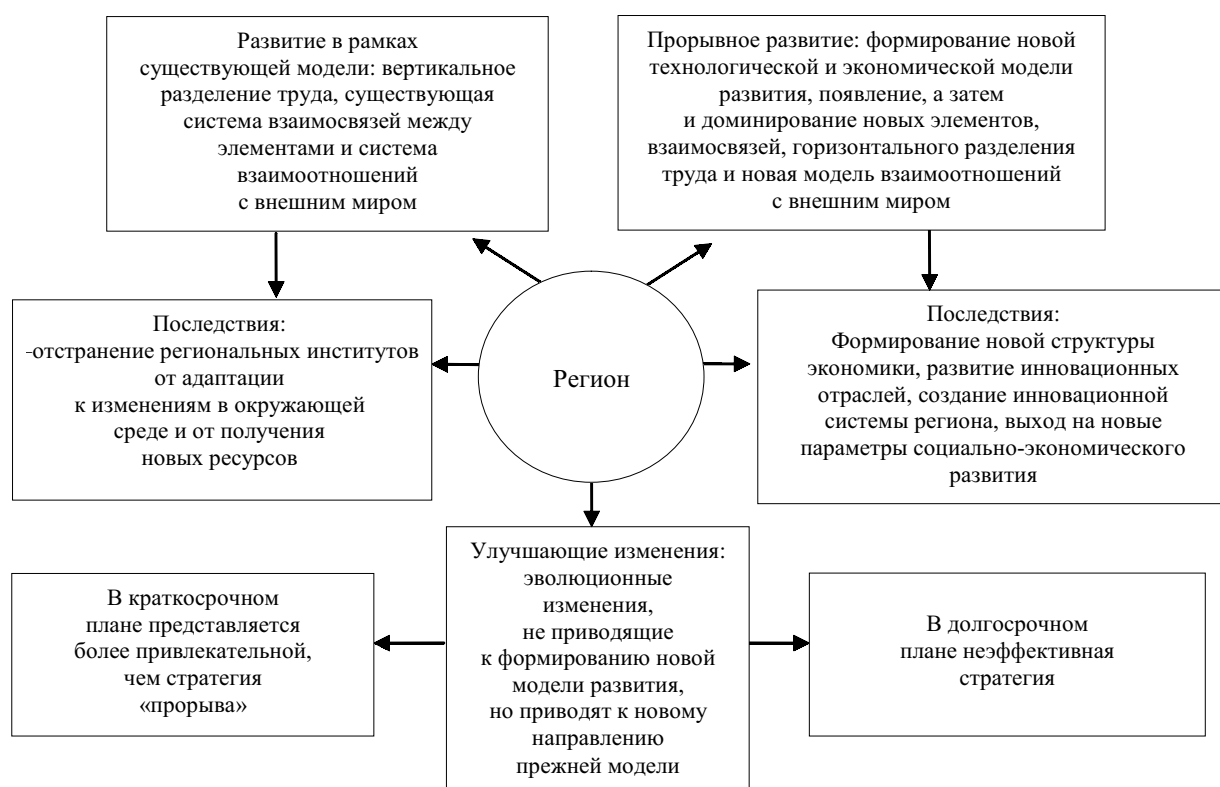 Развитие в рамках
существующей модели: вертикальное
разделение труда, существующая
система взаимосвязей между
элементами и система
взаимоотношений
с внешним миром
Прорывное развитие: формирование новой
технологической и экономической модели
развития, появление, а затем
и доминирование новых элементов,
взаимосвязей, горизонтального разделения
труда и новая модель взаимоотношений
с внешним миром
Последствия:
-отстранение региональных институтов
от адаптации
к изменениям в окружающей
среде и от получения
новых ресурсов
Регион
Последствия:
Формирование новой структуры
экономики, развитие инновационных
отраслей, создание инновационной
системы региона, выход на новые
параметры социально-экономического
развития
В краткосрочном
плане представляется
более привлекательной,
чем стратегия
«прорыва»
Улучшающие изменения:
эволюционные
изменения,
не приводящие
к формированию новой
модели развития,
но приводят к новому
направлению
прежней модели
В долгосрочном
плане неэффективная
стратегия